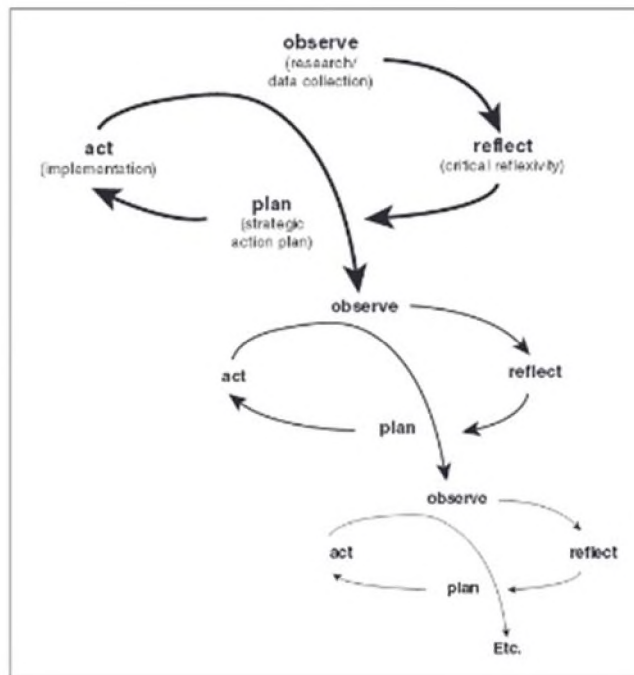 observe
(research/
data collection)
act
(implementation)
reflect
(critical reflexivity)
plan
(strategic
action plan)
observe
act
reflect
plan
observe
act
reflect
plan
Etc.